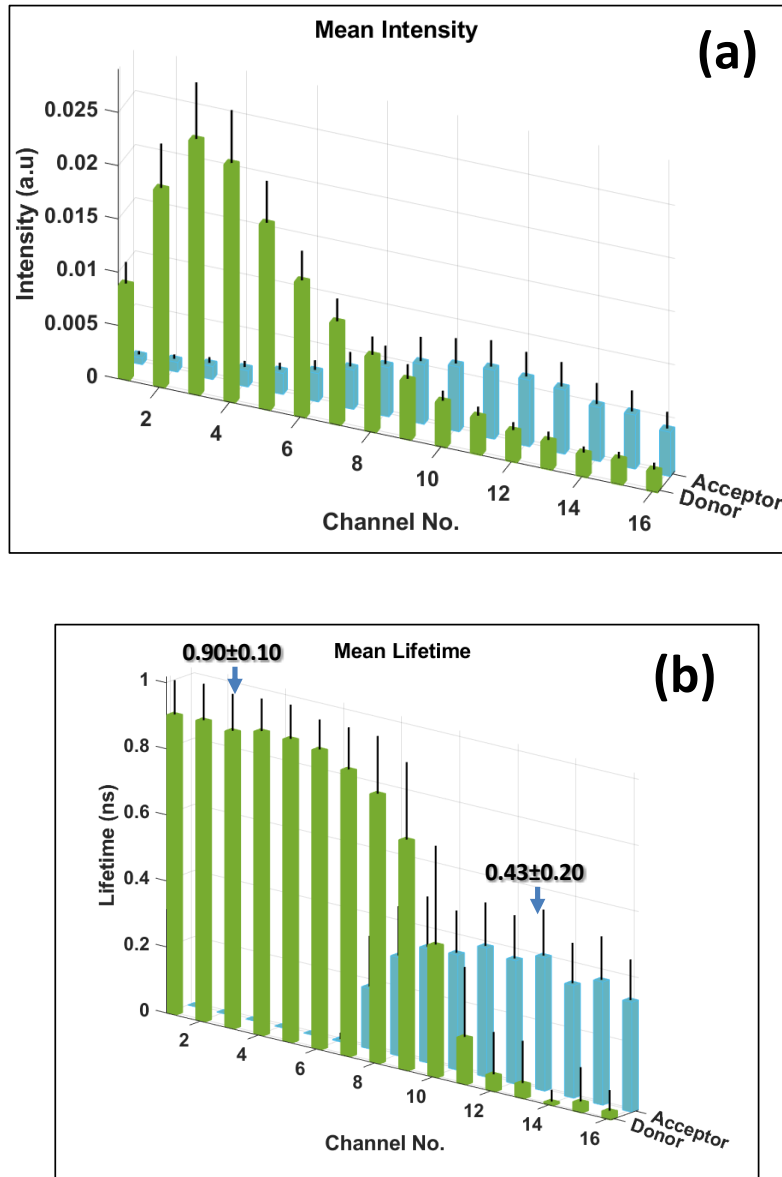 Mean Intensity
(a)
0.025
0.02
0.015
0.01
0.005
0
Intensity (a.u)
2
4
6
8
10
12
14
16
Channel No.
Acceptor
Donor
0.90±0.10
Mean Lifetime
(b)
1
0.8
0.6
0.4
0.2
0
Lifetime (ns)
0.43±0.20
2
4
6
8
10
12
14
16
Channel No.
Acceptor
Donor